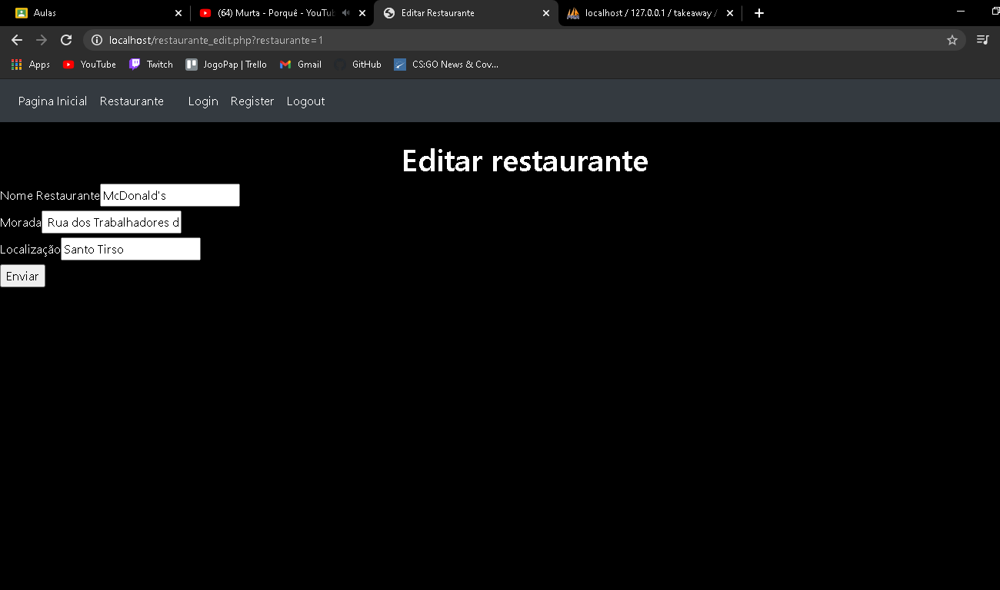 Aulas (64) Murta - Porquê - YouTu Editar Restaurante localhost / 127.0.0.1 / takeaway /
localhost/restaurante_edit.php?restaurante=1
Apps YouTube Twitch JogoPap | Trello Gmail GitHub CS:GO News & Cov...
Pagina Inicial Restaurante Login Register Logout
Editar restaurante
Nome Restaurante McDonald's
Morada Rua dos Trabalhadores d
Localização Santo Tirso
Enviar